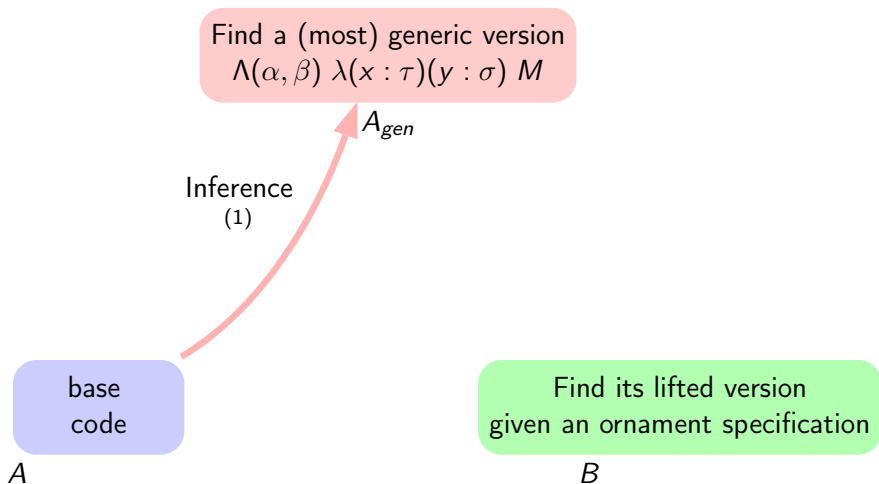 Find a (most) generic version
Λ(α, β) λ(x : τ)(y : σ) M
A_gen
Inference
(1)
base
code
Find its lifted version
given an ornament specification
A
B